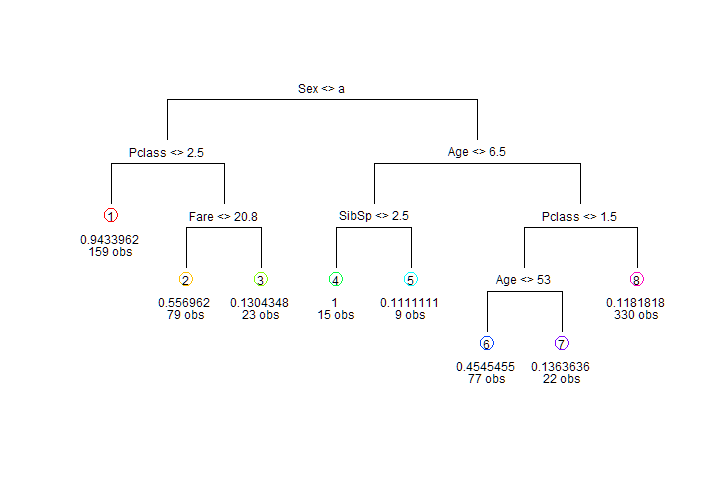 Sex <> a
Pclass <> 2.5
Age <> 6.5
1
0.9433962
159 obs
Fare <> 20.8
SibSp <> 2.5
Pclass <> 1.5
2
0.556962
79 obs
3
0.1304348
23 obs
4
1
15 obs
5
0.1111111
9 obs
Age <> 53
8
0.1181818
330 obs
6
0.4545455
77 obs
7
0.1363636
22 obs